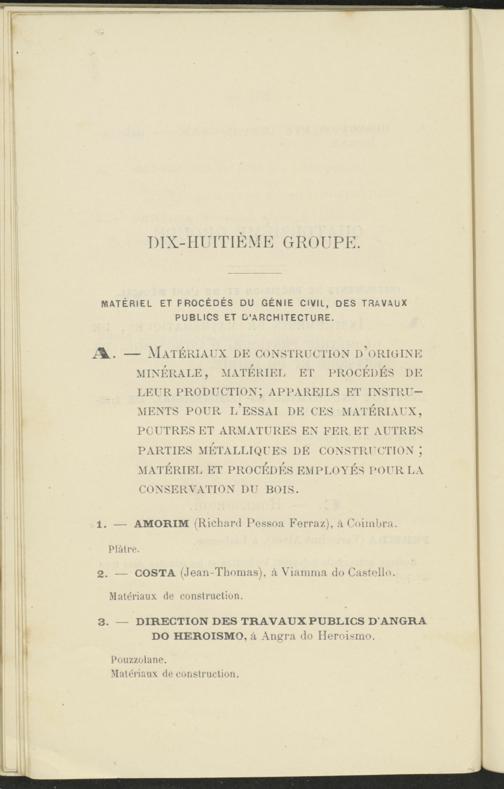 DIX-HUITIÈME GROUPE.
MATÉRIEL ET PROCÉDÉS DU GÉNIE CIVIL, DES TRAVAUX
PUBLICS ET D'ARCHITECTURE.
A. — MATÉRIAUX DE CONSTRUCTION D'ORIGINE
MINÉRALE, MATÉRIEL ET PROCÉDÉS DE
LEUR PRODUCTION; APPAREILS ET INSTRU-
MENTS POUR L'ESSAI DE CES MATÉRIAUX,
POUTRES ET ARMATURES EN FER ET AUTRES
PARTIES MÉTALLIQUES DE CONSTRUCTION;
MATÉRIEL ET PROCÉDÉS EMPLOYÉS POUR LA
CONSERVATION DU BOIS.
1. — AMORIM (Richard Pessoa Ferraz), à Coimbra.
Plâtre.
2. — COSTA (Jean-Thomas), à Viamma do Castello.
Matériaux de construction.
3. — DIRECTION DES TRAVAUX PUBLICS D'ANGRA
DO HEROISMO, à Angra do Heroismo.
Pouzzolane.
Matériaux de construction.